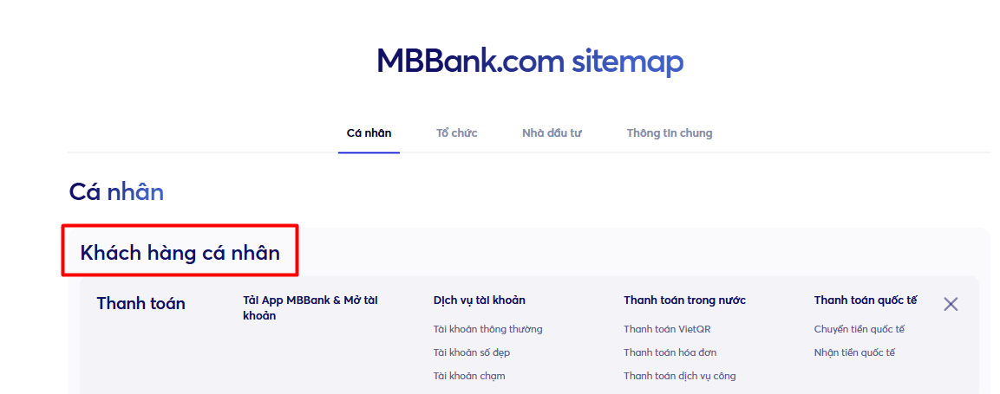 MBBank.com sitemap
Cá nhân Tổ chức Nhà đầu tư Thông tin chung
Cá nhân
Khách hàng cá nhân
Thanh toán
Tải App MBBank & Mở tài
khoản
Dịch vụ tài khoản
Tài khoản thông thường
Tài khoản số đẹp
Tài khoản chạm
Thanh toán trong nước
Thanh toán VietQR
Thanh toán hóa đơn
Thanh toán dịch vụ công
Thanh toán quốc tế
Chuyển tiền quốc tế
Nhận tiền quốc tế